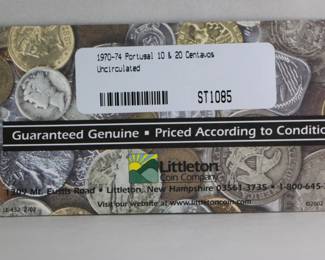 1970-74 Portugal 10 & 20 Centavos
Uncirculated
ST1085
Guaranteed Genuine ▪ Priced According to Conditio
Littleton
Coin Company
1309 Mt. Eustis Road • Littleton, New Hampshire 03561-3735 • 1-800-645-
Visit our website at www.littletoncoin.com
©2002